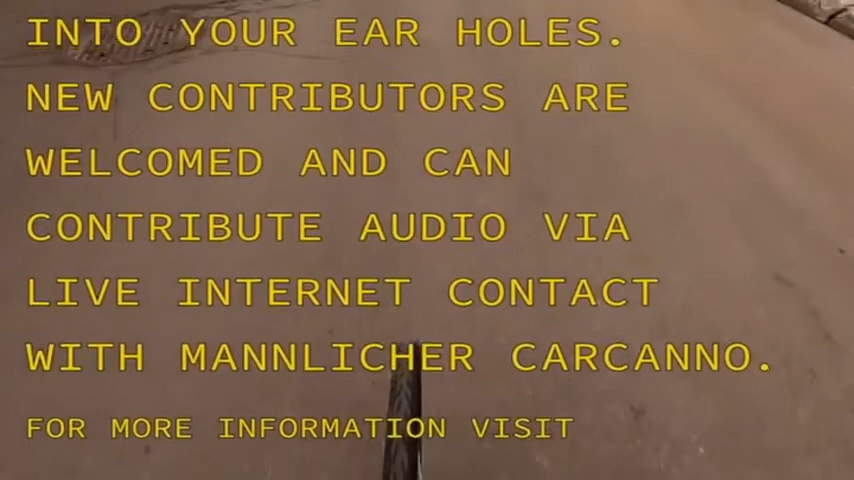 INTO YOUR EAR HOLES.
NEW CONTRIBUTORS ARE
WELCOMED AND CAN
CONTRIBUTE AUDIO VIA
LIVE INTERNET CONTACT
WITH MANNLICHER CARCANNO.
FOR MORE INFORMATION VISIT